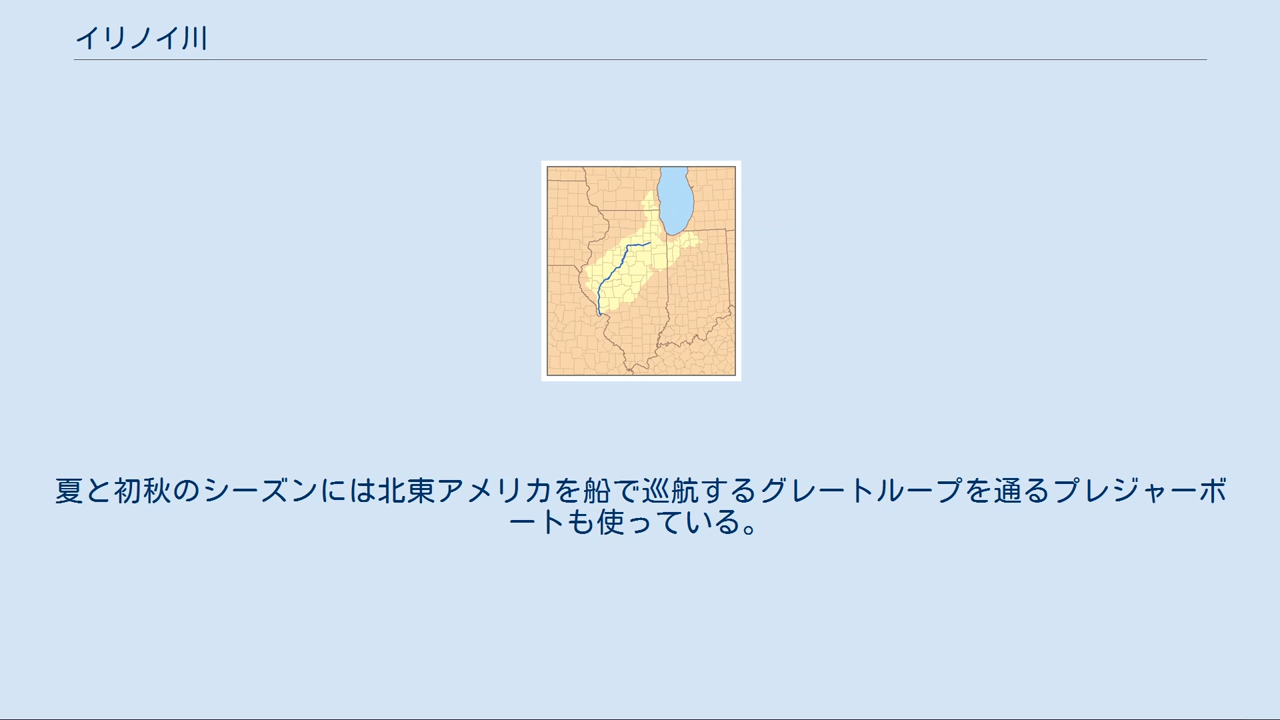 イリノイ川
夏と初秋のシーズンには北東アメリカを船で巡航するグレートループを通るプレジャーボ
ートも使っている。